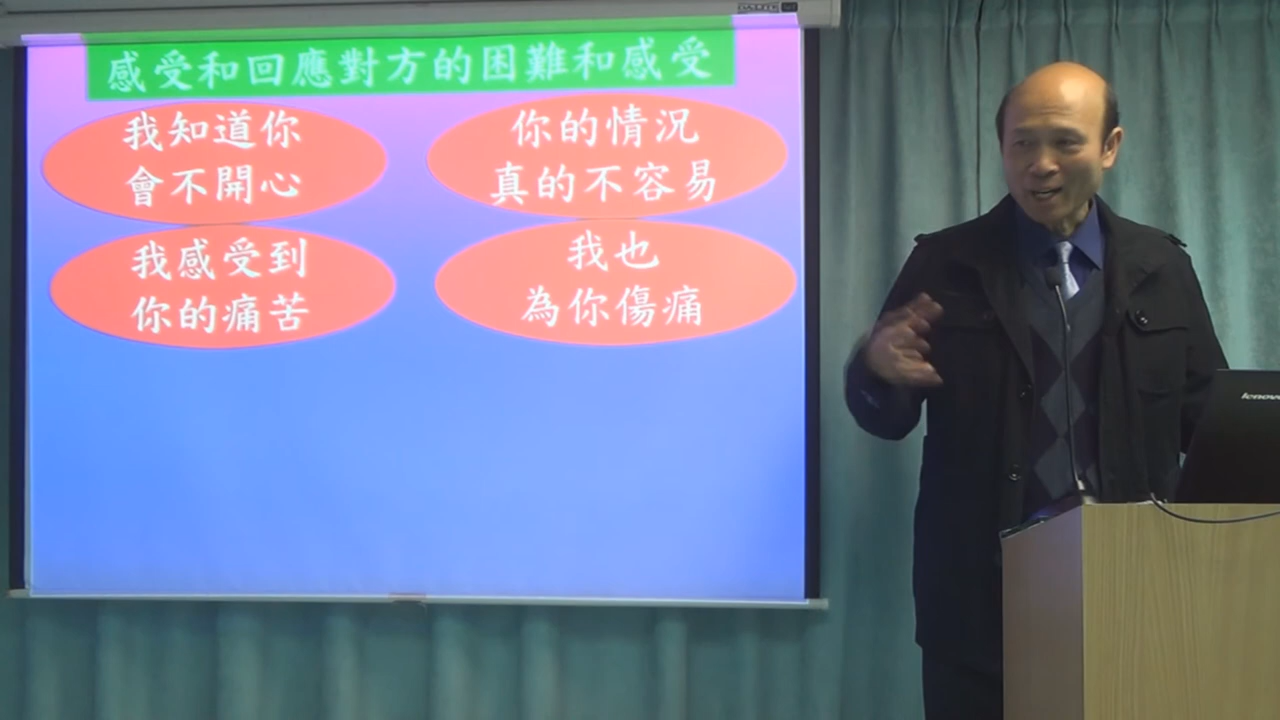 感受和回應對方的困難和感受
我知道你
會不開心
你的情況
真的不容易
我感受到
你的痛苦
我也
為你傷痛
lenovo